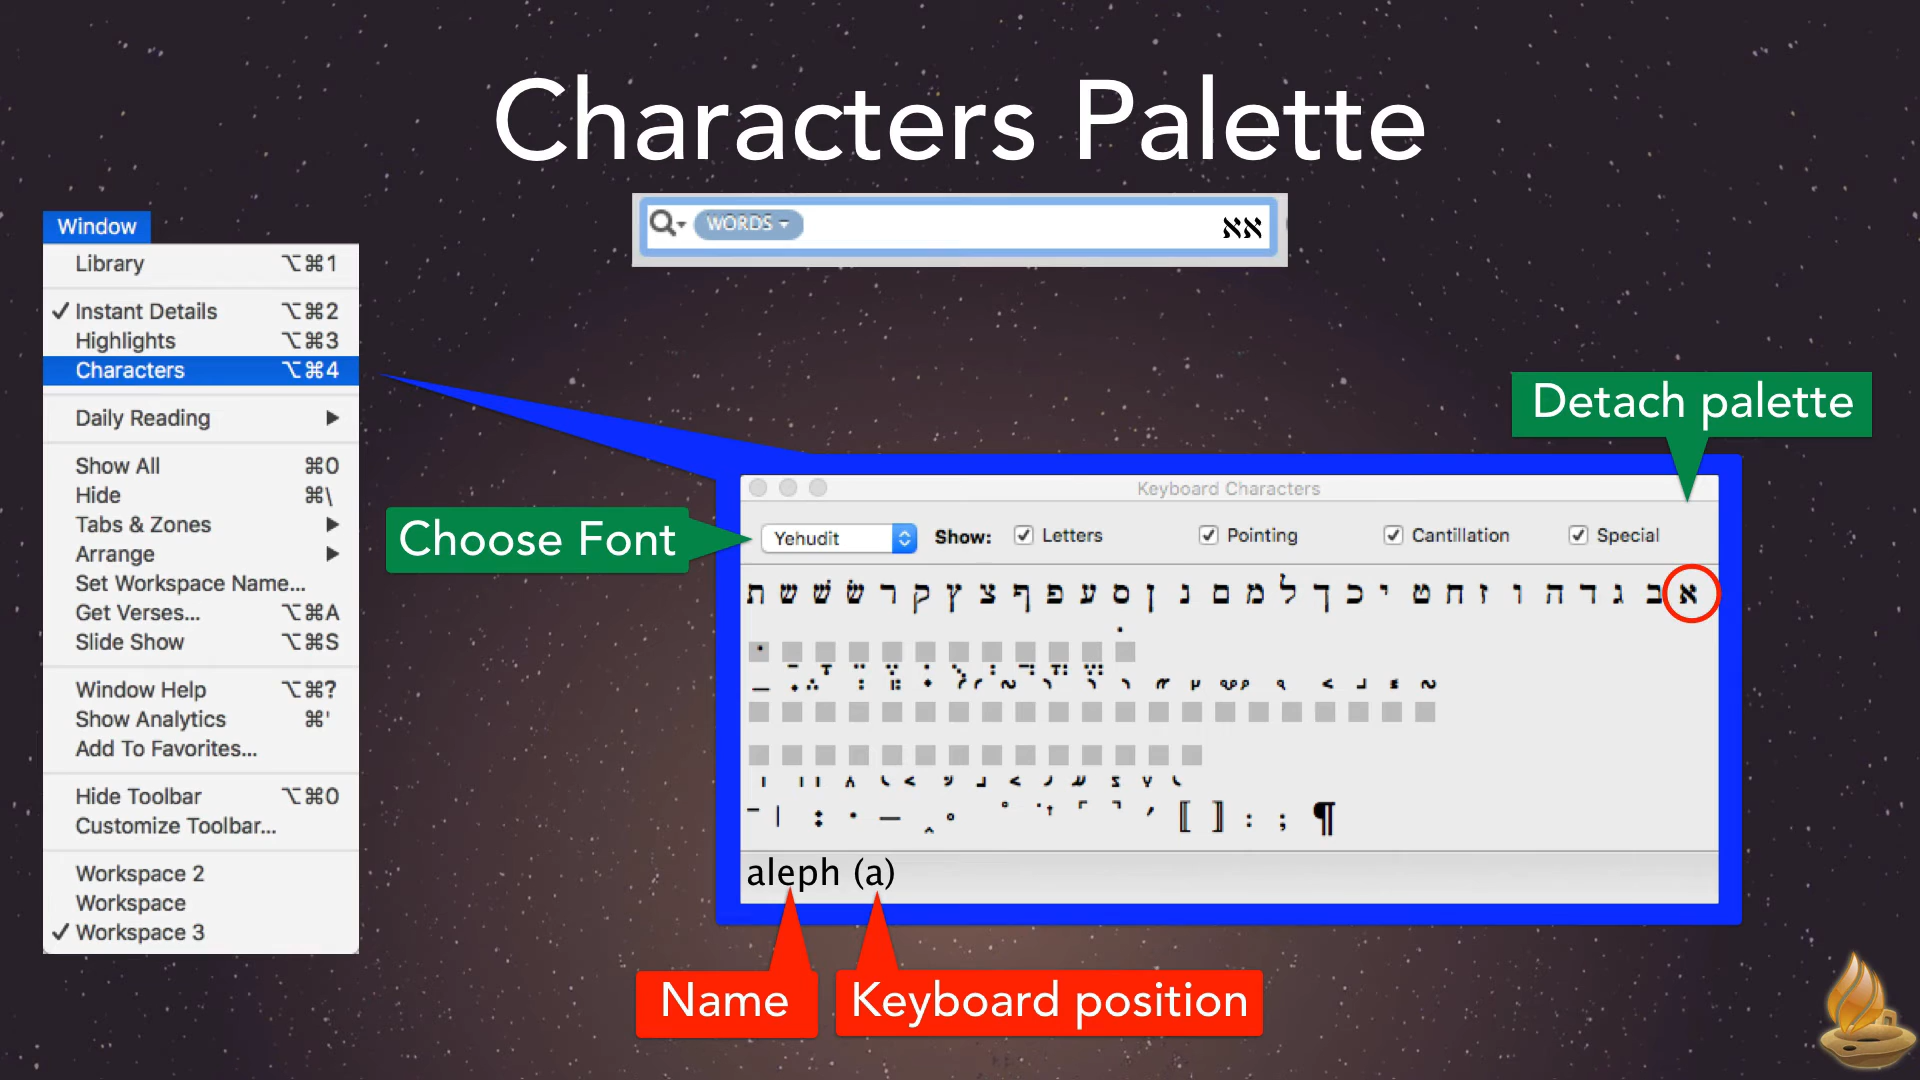 Characters Palette
WORDS
אא
Window
Library ⌥⌘1
✓ Instant Details ⌥⌘2
Highlights ⌥⌘3
Characters ⌥⌘4
Daily Reading ▶
Show All ⌘0
Hide ⌘\
Tabs & Zones ▶
Arrange ▶
Set Workspace Name...
Get Verses... ⌥⌘A
Slide Show ⌥⌘S
Window Help ⌥⌘?
Show Analytics ⌘'
Add To Favorites...
Hide Toolbar ⌥⌘0
Customize Toolbar...
Workspace 2
Workspace
✓ Workspace 3
Detach palette
Choose Font
Keyboard Characters
Yehudit Show: ✓ Letters ✓ Pointing ✓ Cantillation ✓ Special
א ב ג ד ה ו ז ח ט י כ ך ל מ ם נ ן ס ע פ ף צ ץ ק ר שׂ שׁ ש ת
aleph (a)
Name
Keyboard position